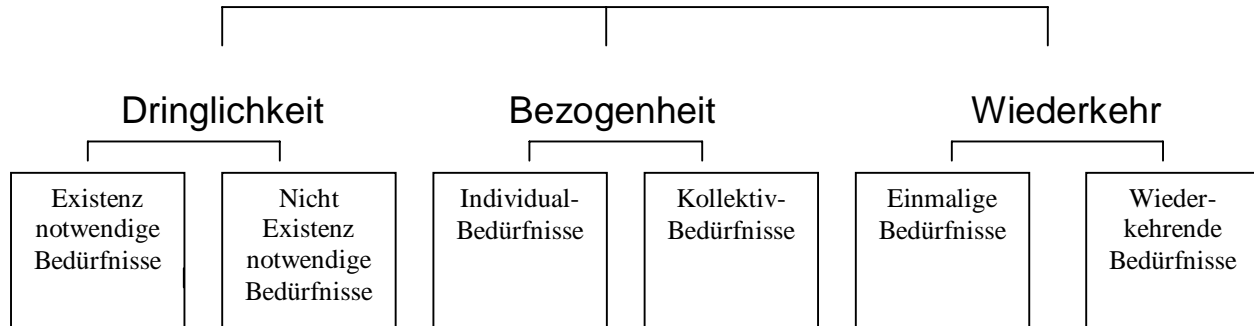 Dringlichkeit
Bezogenheit
Wiederkehr
Existenz
notwendige
Bedürfnisse
Nicht
Existenz
notwendige
Bedürfnisse
Individual-
Bedürfnisse
Kollektiv-
Bedürfnisse
Einmalige
Bedürfnisse
Wieder-
kehrende
Bedürfnisse